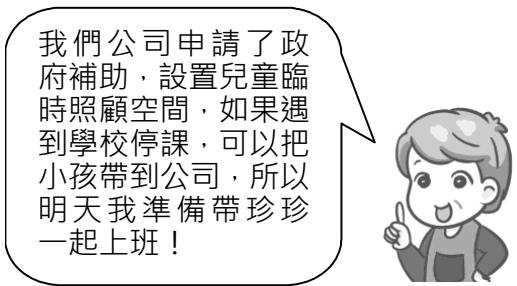 我們公司申請了政
府補助，設置兒童臨
時照顧空間，如果遇
到學校停課，可以把
小孩帶到公司，所以
明天我準備帶珍珍
一起上班！